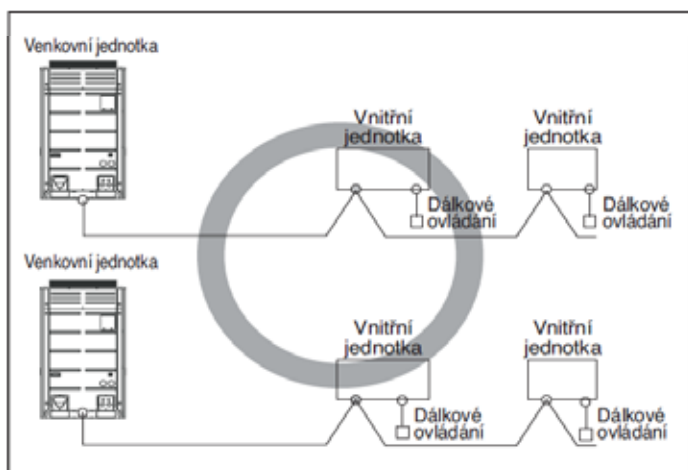 Venkovní jednotka
Vnitřní
jednotka
Dálkové
ovládání
Vnitřní
jednotka
Dálkové
ovládání
Venkovní jednotka
Vnitřní
jednotka
Dálkové
ovládání
Vnitřní
jednotka
Dálkové
ovládání